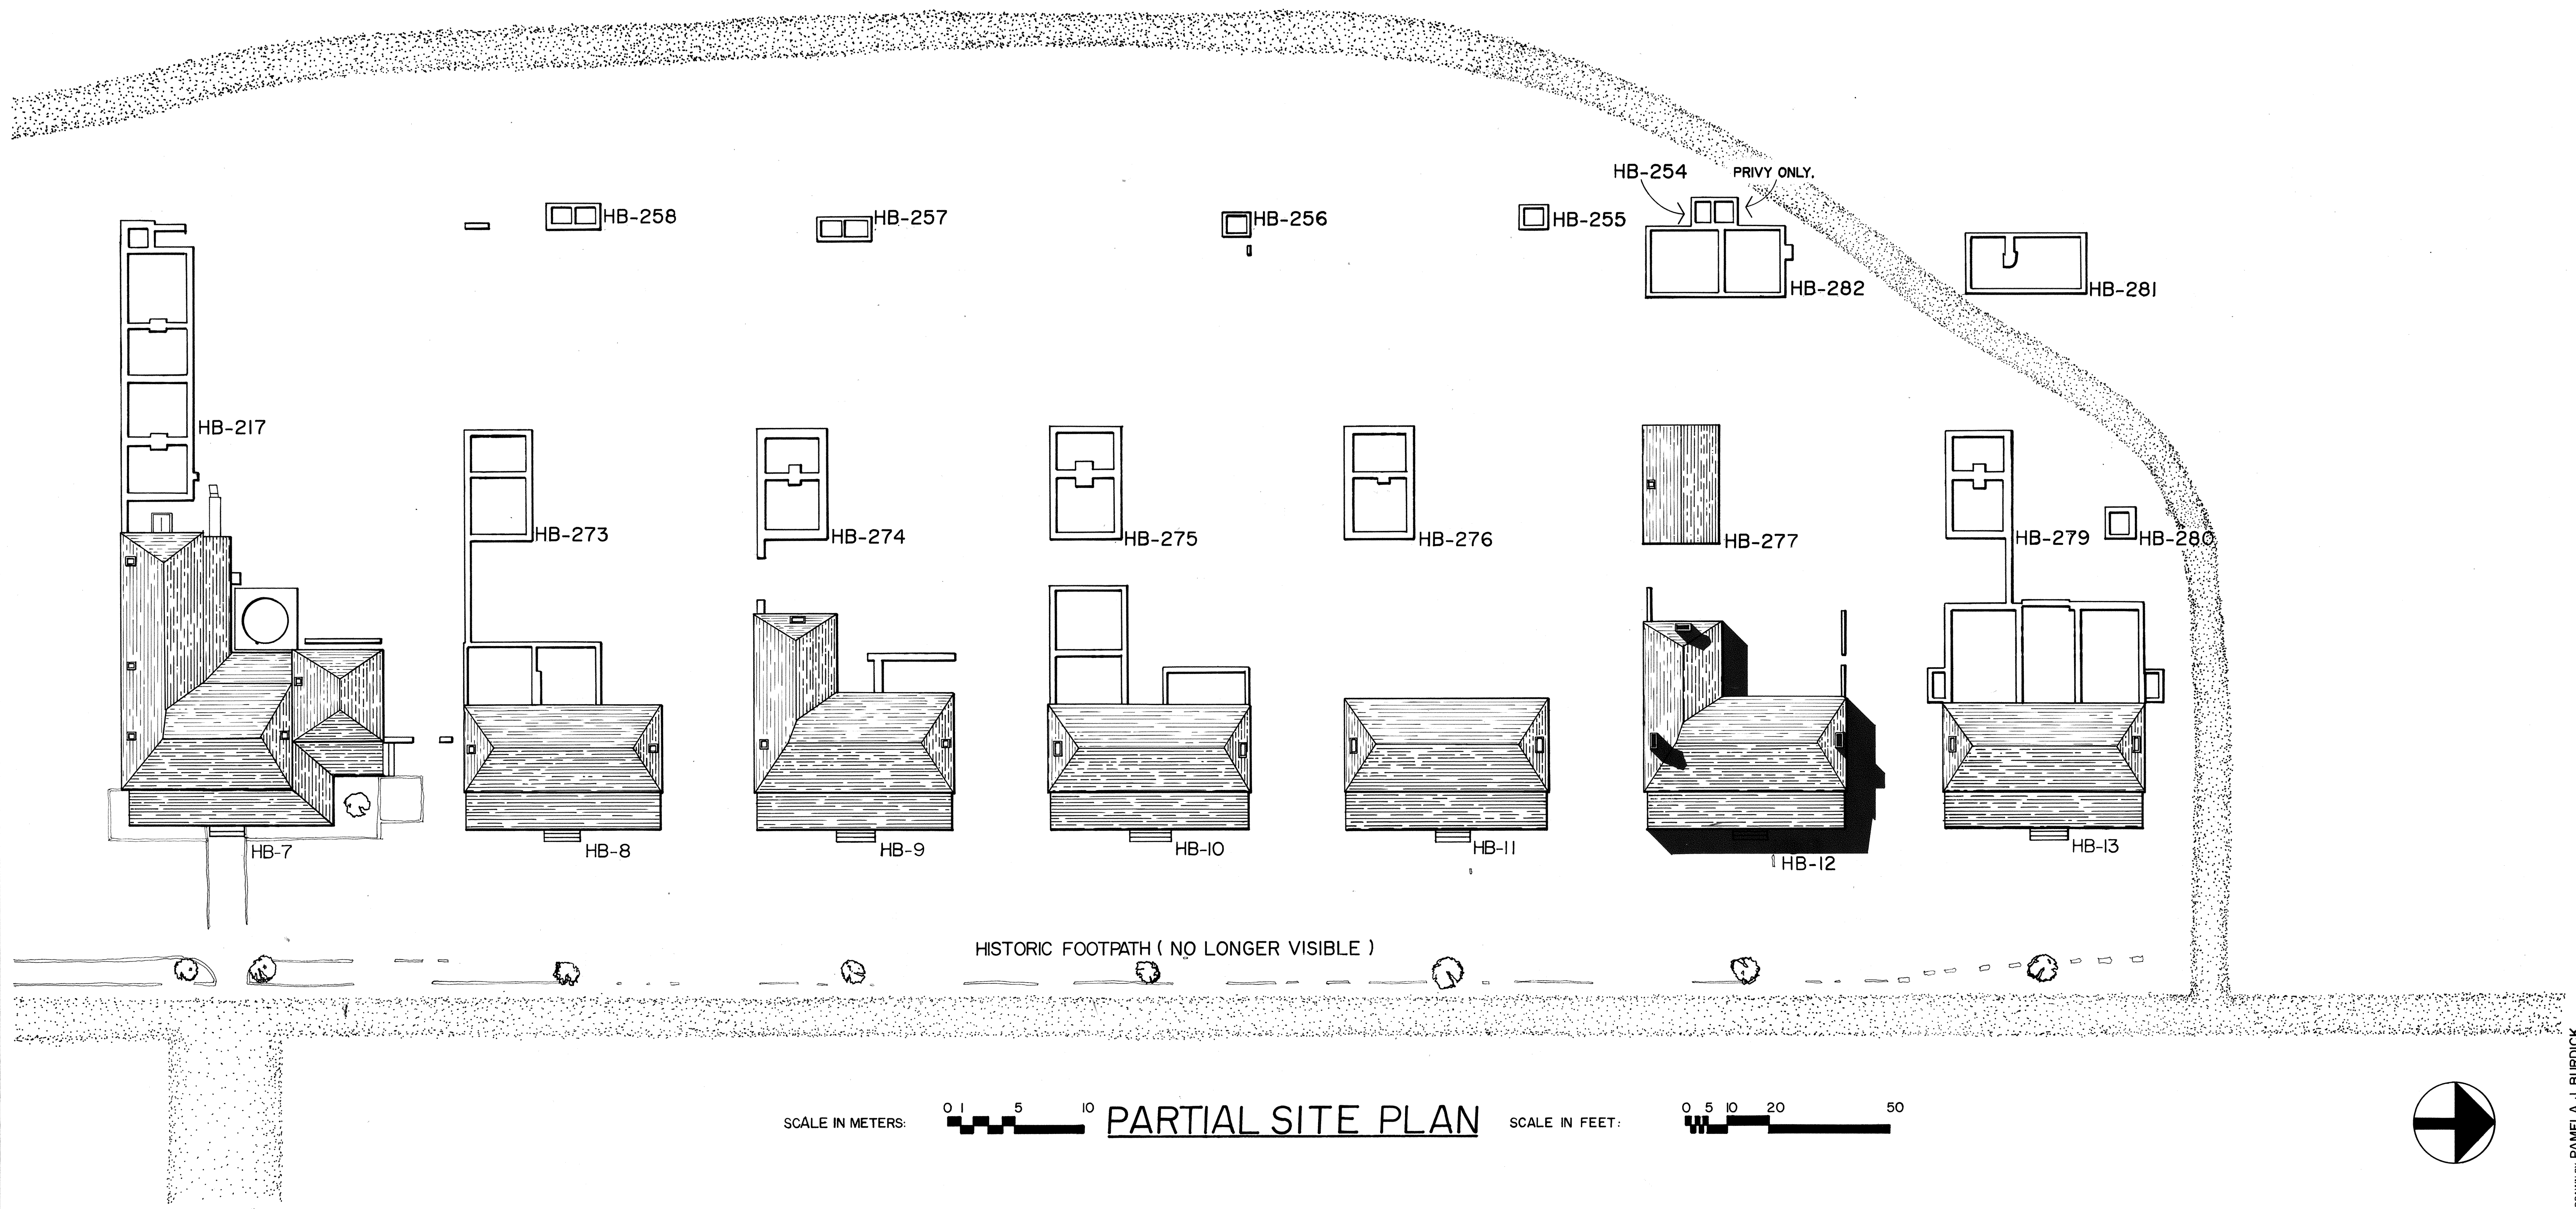 HB-254
PRIVY ONLY.
HB-258
HB-257
HB-256
HB-255
HB-282
HB-281
HB-217
HB-273
HB-274
HB-275
HB-276
HB-277
HB-279
HB-280
HB-7
HB-8
HB-9
HB-10
HB-11
HB-12
HB-13
HISTORIC FOOTPATH ( NO LONGER VISIBLE )
SCALE IN METERS:
0 1 5 10
PARTIAL SITE PLAN
SCALE IN FEET:
0 5 10 20 50
PAMELA J. BURDICK